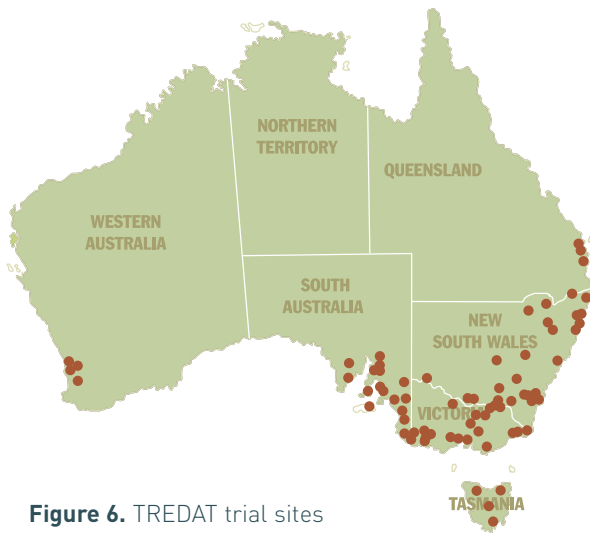 NORTHERN
TERRITORY
QUEENSLAND
WESTERN
AUSTRALIA
SOUTH
AUSTRALIA
NEW
SOUTH WALES
VICTORIA
TASMANIA
Figure 6. TREDAT trial sites